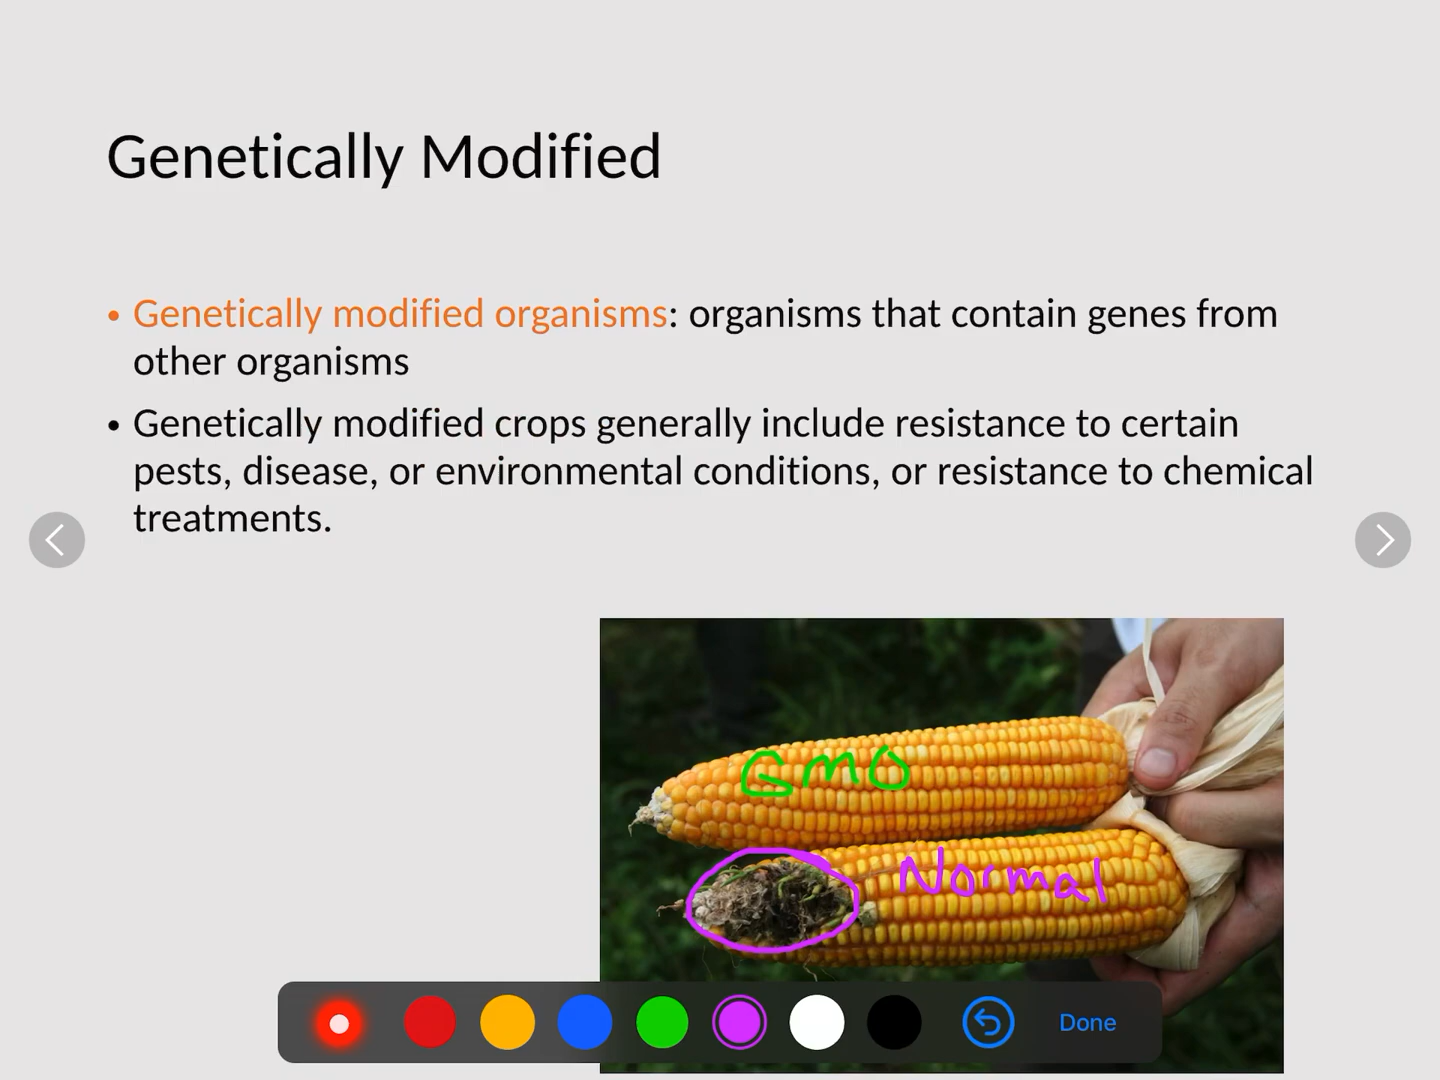 Genetically Modified
• Genetically modified organisms: organisms that contain genes from
other organisms
• Genetically modified crops generally include resistance to certain
pests, disease, or environmental conditions, or resistance to chemical
treatments.
GMO
Normal
Done